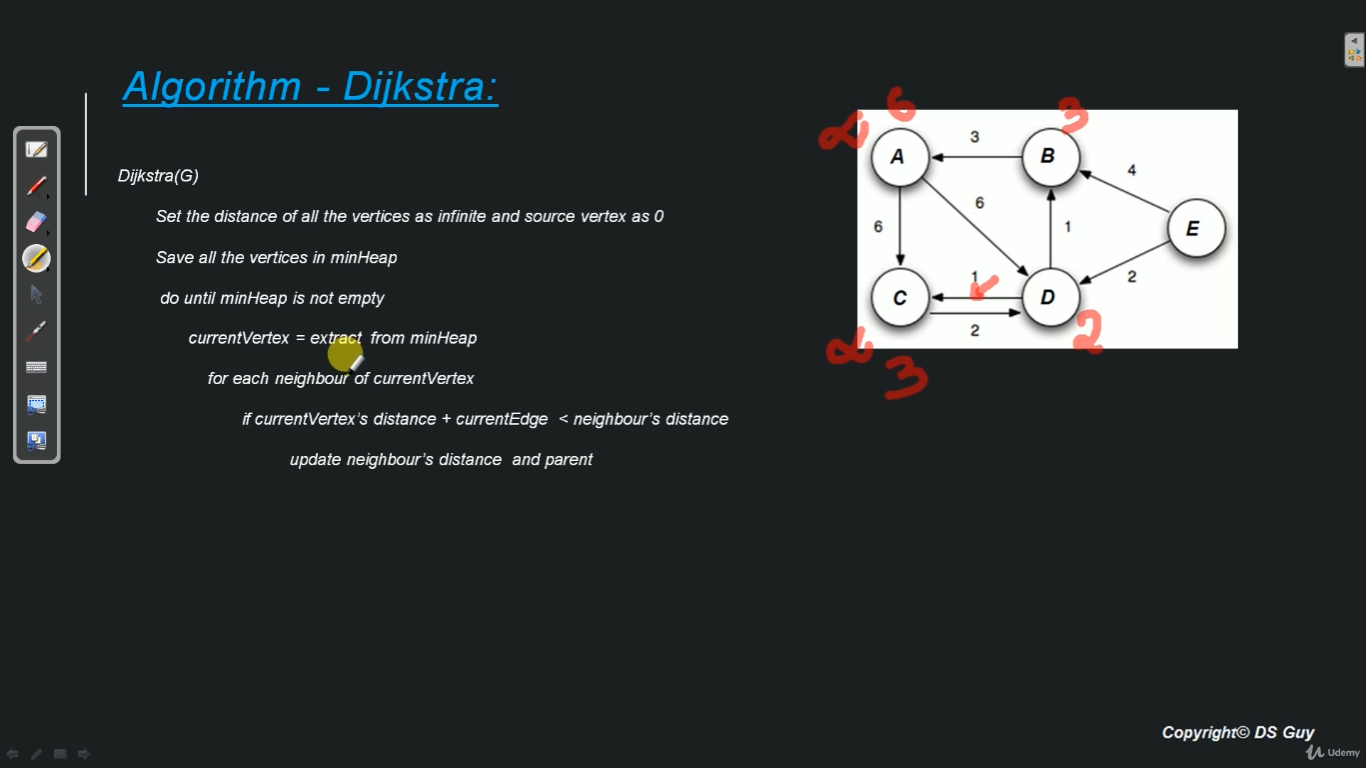 Algorithm - Dijkstra:
Dijkstra(G)
Set the distance of all the vertices as infinite and source vertex as 0
Save all the vertices in minHeap
do until minHeap is not empty
currentVertex = extract from minHeap
for each neighbour of currentVertex
if currentVertex's distance + currentEdge < neighbour's distance
update neighbour's distance and parent
∝ 6
3
A
3
B
4
6
6
1
E
C
1
D
2
2
∝
3
2
Copyright© DS Guy
Udemy